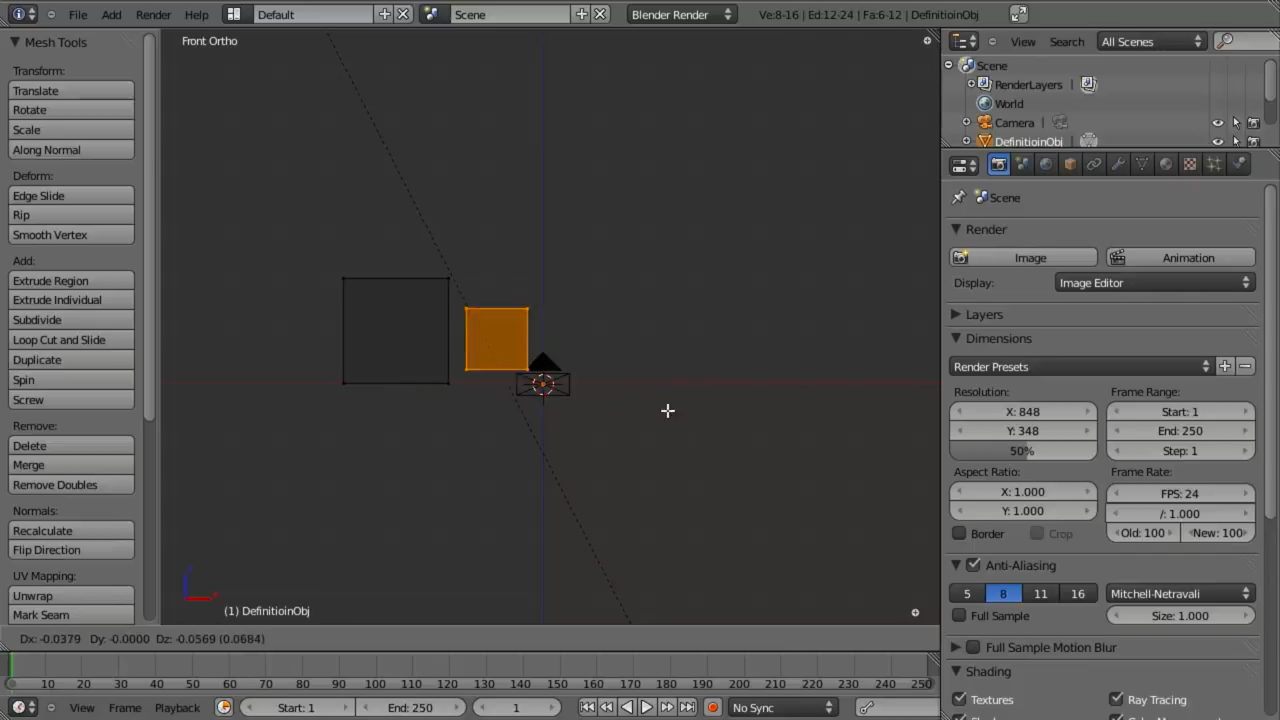 File Add Render Help Default Scene Blender Render Ve:8-16 | Ed:12-24 | Fa:6-12 | DefinitioinObj
Mesh Tools
Transform:
Translate
Rotate
Scale
Along Normal
Deform:
Edge Slide
Rip
Smooth Vertex
Add:
Extrude Region
Extrude Individual
Subdivide
Loop Cut and Slide
Duplicate
Spin
Screw
Remove:
Delete
Merge
Remove Doubles
Normals:
Recalculate
Flip Direction
UV Mapping:
Unwrap
Mark Seam
Front Ortho
(1) DefinitioinObj
Dx: -0.0379 Dy: -0.0000 Dz: -0.0569 (0.0684)
0 10 20 30 40 50 60 70 80 90 100 110 120 130 140 150 160 170 180 190 200 210 220 230 240 250
View Frame Playback Start: 1 End: 250 1 No Sync
View Search All Scenes
Scene
RenderLayers |
World
Camera |
DefinitioinObj
Scene
Render
Image Animation
Display: Image Editor
Layers
Dimensions
Render Presets
Resolution: Frame Range:
X: 848 Start: 1
Y: 348 End: 250
50% Step: 1
Aspect Ratio: Frame Rate:
X: 1.000 FPS: 24
Y: 1.000 /: 1.000
Border Crop Old: 100 New: 100
Anti-Aliasing
5 8 11 16 Mitchell-Netravali
Full Sample Size: 1.000
Full Sample Motion Blur
Shading
Textures Ray Tracing